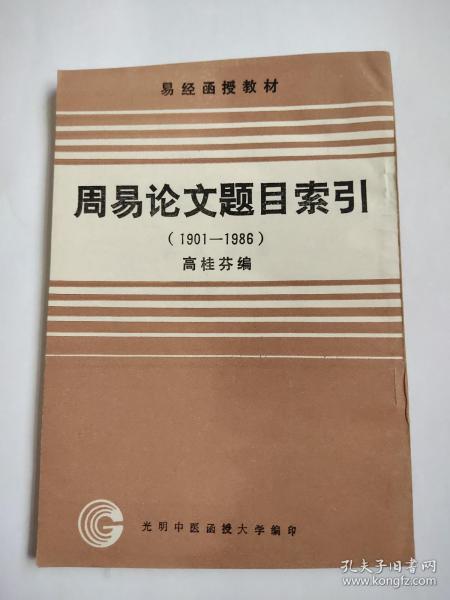 易经函授教材
周易论文题目索引
(1901—1986)
高桂芬编
光明中医函授大学编印
孔夫子旧书网
www.kongfz.com